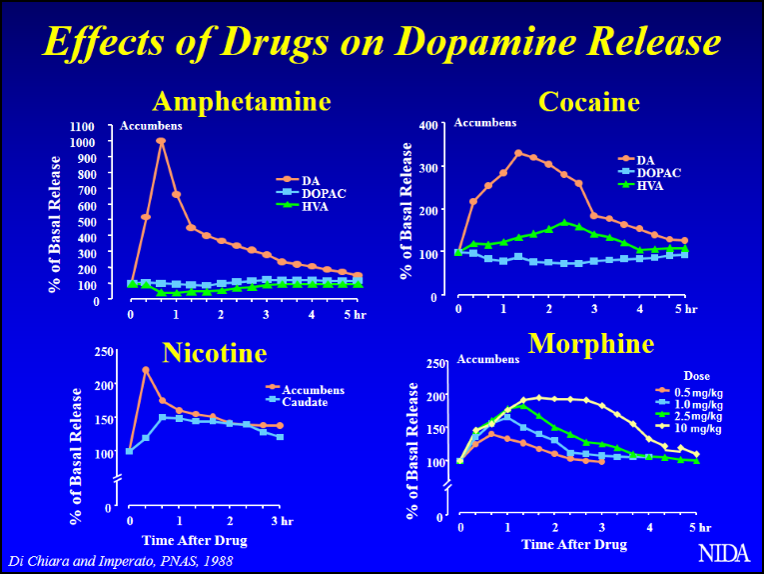 Effects of Drugs on Dopamine Release
Amphetamine
Accumbens
% of Basal Release
1100
1000
900
800
700
600
500
400
300
200
100
0
DA
DOPAC
HVA
0 1 2 3 4 5 hr
Cocaine
Accumbens
% of Basal Release
400
300
200
100
0
DA
DOPAC
HVA
0 1 2 3 4 5 hr
Nicotine
% of Basal Release
250
200
150
100
0
Accumbens
Caudate
0 1 2 3 hr
Time After Drug
Morphine
Accumbens
% of Basal Release
250
200
150
100
0
Dose
0.5 mg/kg
1.0 mg/kg
2.5 mg/kg
10 mg/kg
0 1 2 3 4 5 hr
Time After Drug
Di Chiara and Imperato, PNAS, 1988
NIDA